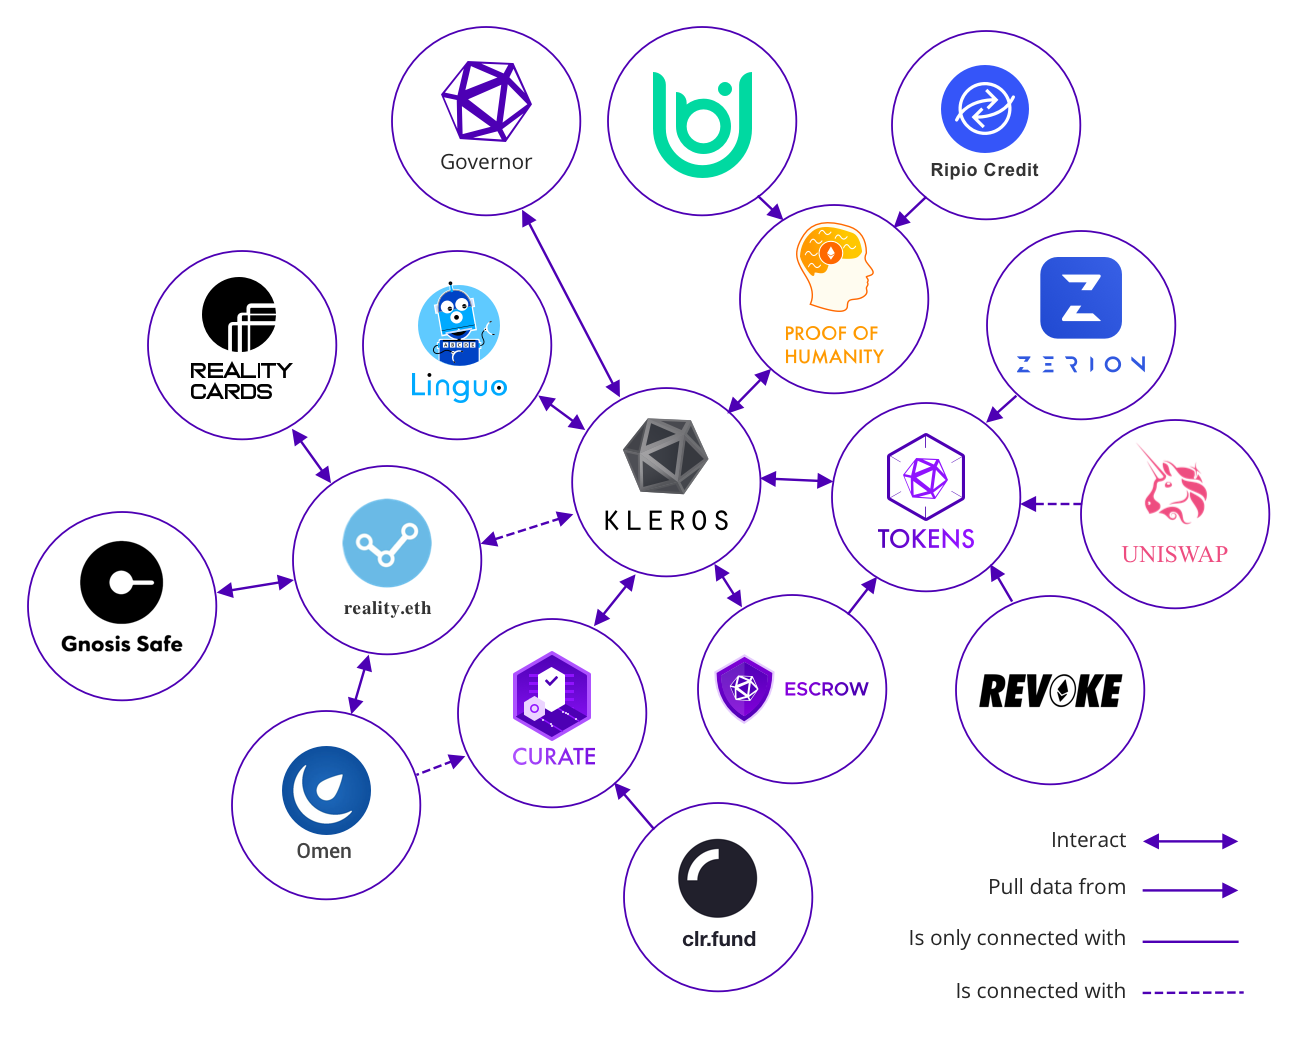 Governor
Ripio Credit
PROOF OF
HUMANITY
ZERION
REALITY
CARDS
ABCDE
Linguo
KLEROS
TOKENS
UNISWAP
reality.eth
Gnosis Safe
CURATE
ESCROW
REVOKE
Omen
clr.fund
Interact
Pull data from
Is only connected with
Is connected with